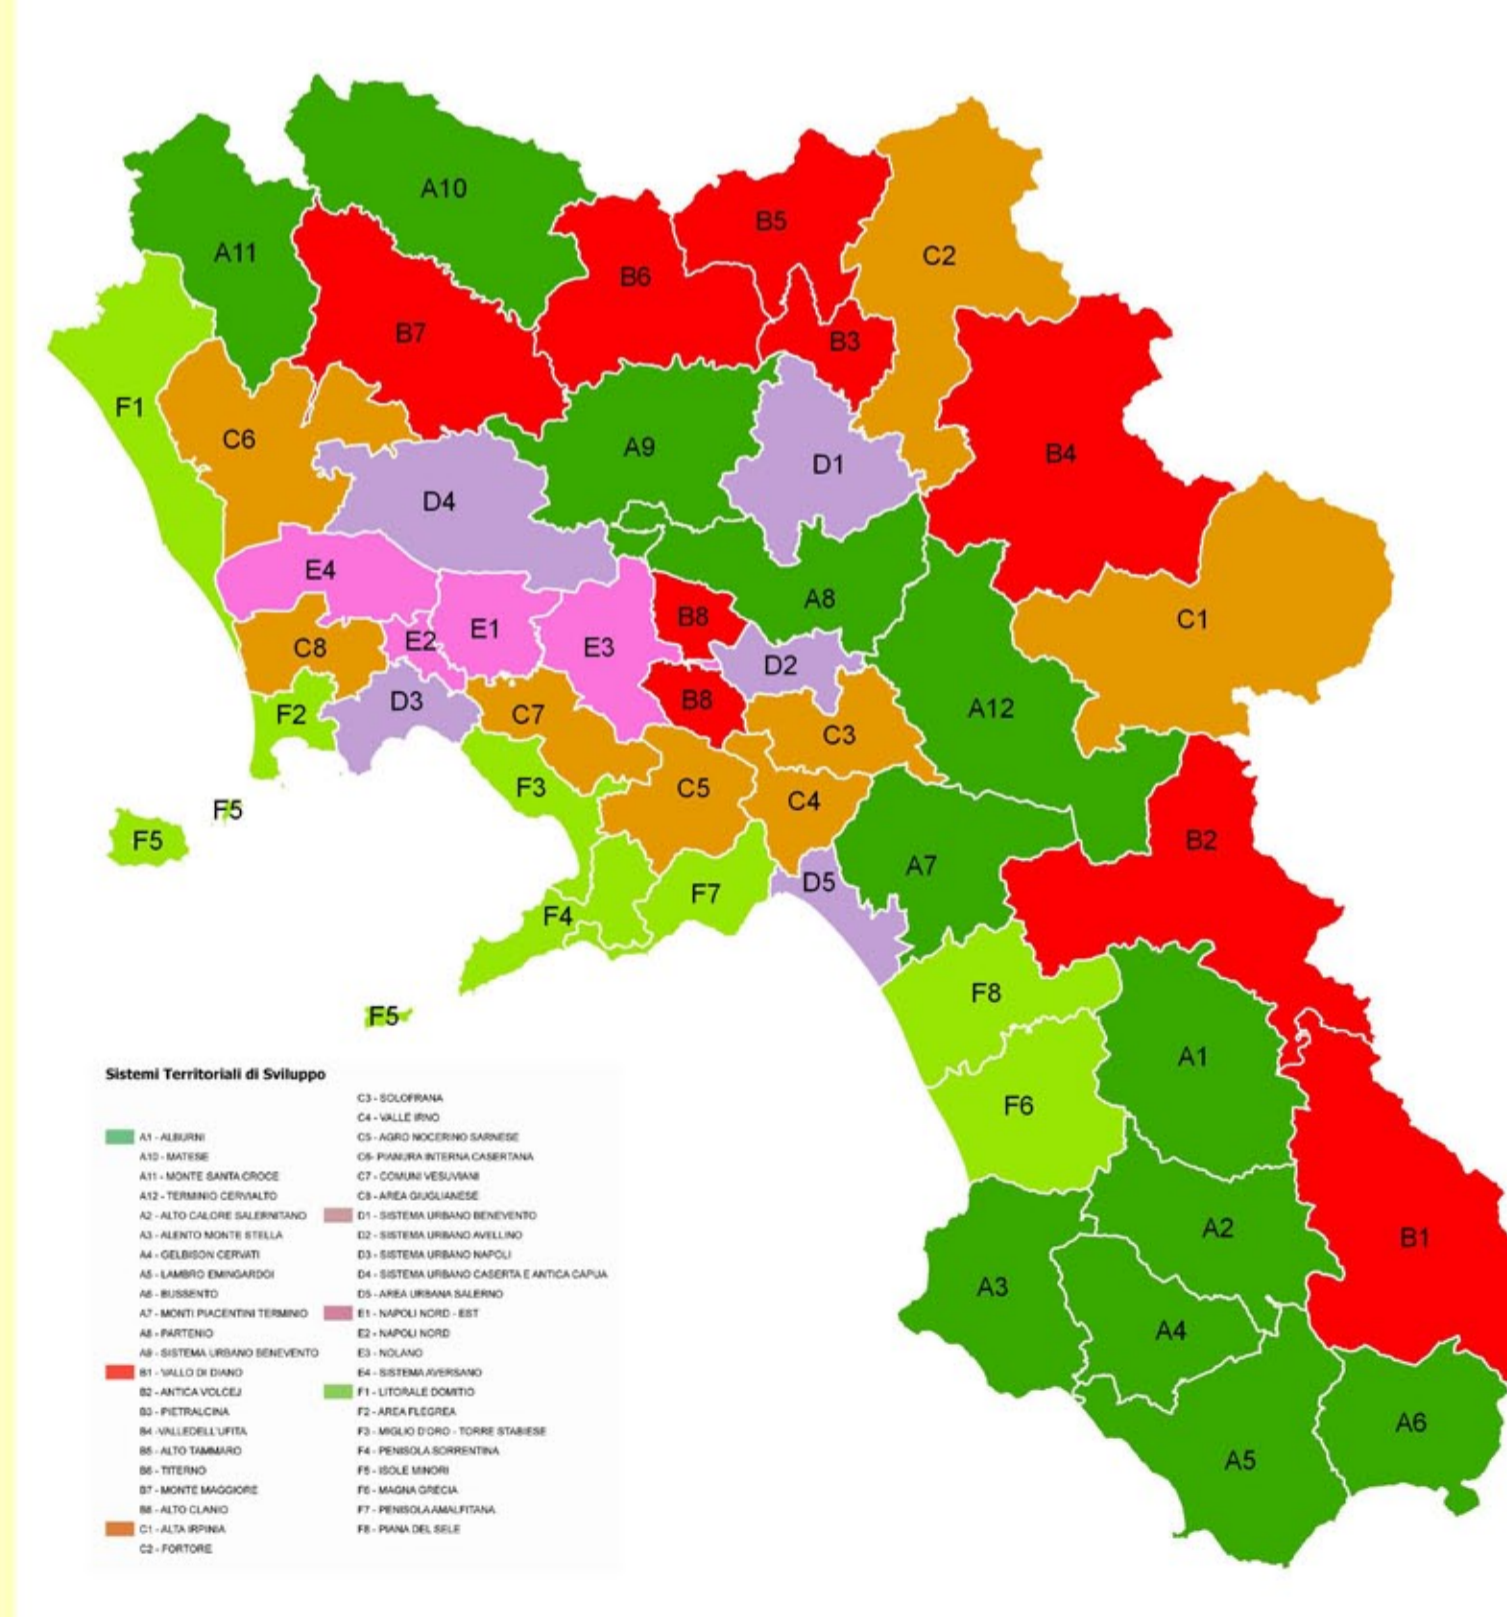 A10
B5
A11
C2
B6
B7
B3
F1
C6
A9
B4
D1
D4
E4
A8
B8
C1
E1
E2
C8
E3
D2
B8
D3
A12
F2
C7
C3
F3
C5
C4
F5
F5
B2
A7
D5
F7
F4
F8
F5
A1
F6
A2
B1
A3
A4
A6
A5
Sistemi Territoriali di Sviluppo
A1 - ALBURNI
A10 - MATESE
A11 - MONTE SANTA CROCE
A12 - TERMINIO CERVIALTO
A2 - ALTO CALORE SALERNITANO
A3 - ALENTO MONTE STELLA
A4 - GELBISON CERVATI
A5 - LAMBRO EMINGARDOI
A6 - BUSSENTO
A7 - MONTI PIACENTINI TERMINIO
A8 - PARTENIO
A9 - SISTEMA URBANO BENEVENTO
B1 - VALLO DI DIANO
B2 - ANTICA VOLCEJ
B3 - PIETRALCINA
B4 -VALLEDELL'UFITA
B5 - ALTO TAMMARO
B6 - TITERNO
B7 - MONTE MAGGIORE
B8 - ALTO CLANIO
C1 - ALTA IRPINIA
C2 - FORTORE
C3 - SOLOFRANA
C4 - VALLE IRNO
C5 - AGRO NOCERINO SARNESE
C6- PIANURA INTERNA CASERTANA
C7 - COMUNI VESUVIANI
C8 - AREA GIUGLIANESE
D1 - SISTEMA URBANO BENEVENTO
D2 - SISTEMA URBANO AVELLINO
D3 - SISTEMA URBANO NAPOLI
D4 - SISTEMA URBANO CASERTA E ANTICA CAPUA
D5 - AREA URBANA SALERNO
E1 - NAPOLI NORD - EST
E2 - NAPOLI NORD
E3 - NOLANO
E4 - SISTEMA AVERSANO
F1 - LITORALE DOMITIO
F2 - AREA FLEGREA
F3 - MIGLIO D'ORO - TORRE STABIESE
F4 - PENISOLA SORRENTINA
F5 - ISOLE MINORI
F6 - MAGNA GRECIA
F7 - PENISOLA AMALFITANA
F8 - PIANA DEL SELE